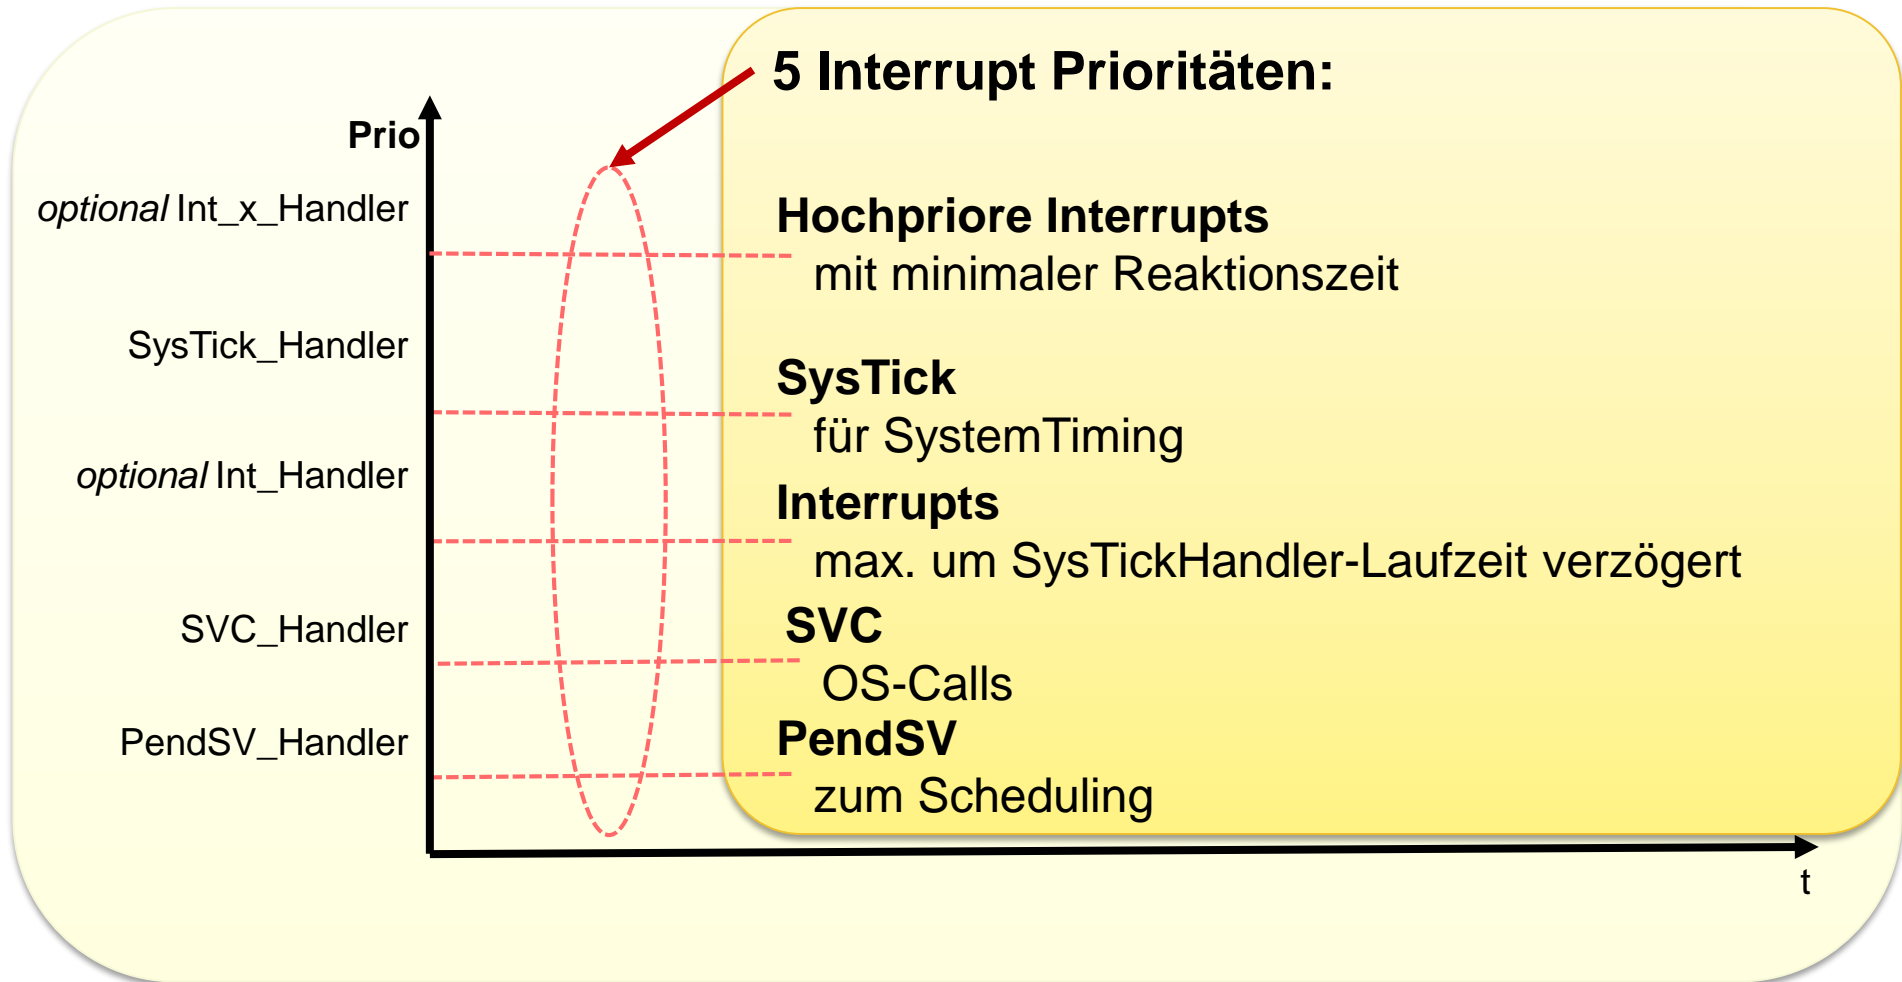 5 Interrupt Prioritäten:
Prio
optional Int_x_Handler
Hochpriore Interrupts
mit minimaler Reaktionszeit
SysTick_Handler
SysTick
für SystemTiming
optional Int_Handler
Interrupts
max. um SysTickHandler-Laufzeit verzögert
SVC_Handler
SVC
OS-Calls
PendSV_Handler
PendSV
zum Scheduling
t